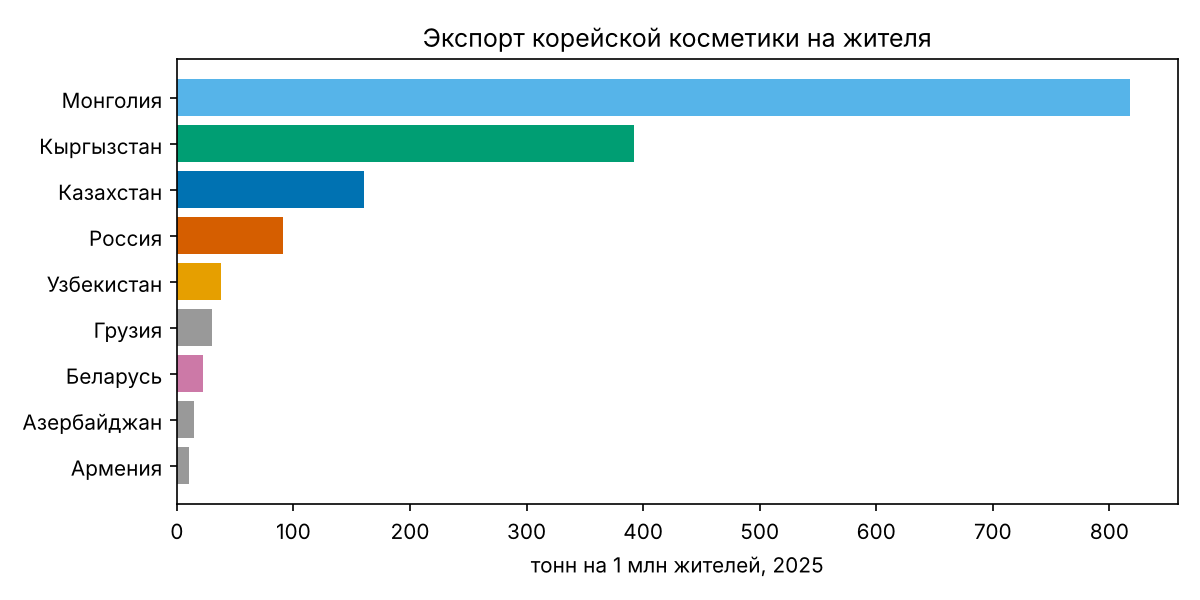 Экспорт корейской косметики на жителя
Монголия
Кыргызстан
Казахстан
Россия
Узбекистан
Грузия
Беларусь
Азербайджан
Армения
0 100 200 300 400 500 600 700 800
тонн на 1 млн жителей, 2025